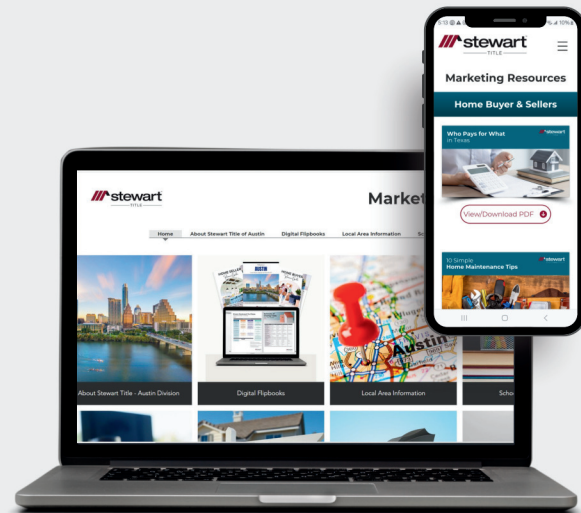 stewart
TITLE
Market
Home
About Stewart Title of Austin
Digital Flipbooks
Local Area Information
AUSTIN
Austin
About Stewart Title - Austin Division
Digital Flipbooks
Local Area Information
Scho
stewart
TITLE
Marketing Resources
Home Buyer & Sellers
Who Pays for What
in Texas
stewart
View/Download PDF
10 Simple
Home Maintenance Tips
stewart